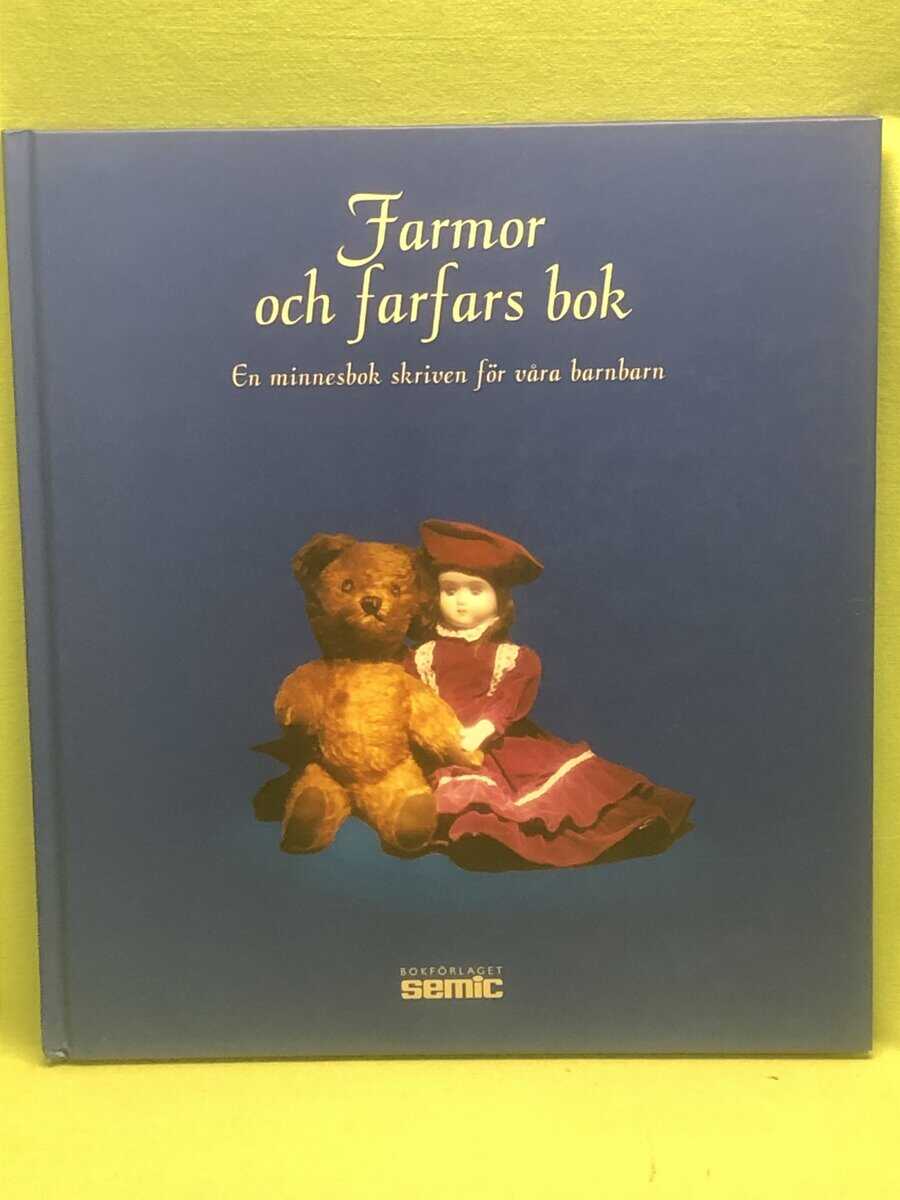 Farmor
och farfars bok
En minnesbok skriven för våra barnbarn
BOKFÖRLAGET
semic